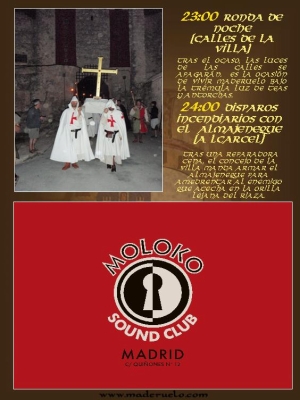 23:00 RONDA DE
NOCHE
(CALLES DE LA
VILLA)
TRAS EL OCASO, LAS LUCES
DE LAS CALLES SE
APAGARÁN. ES LA OCASIÓN
DE VIVIR MADERUELO BAJO
LA TRÉMULA LUZ DE TEAS
Y ANTORCHAS.
24:00 DISPAROS
INCENDIARIOS CON
EL ALMAJENEQUE
(A LCARCEL)
TRAS UNA REPARADORA
CENA, EL CONCEJO DE LA
VILLA MANDA ARMAR EL
ALMAJENEQUE PARA
AMEDRENTAR AL ENEMIGO
QUE ACECHA EN LA ORILLA
LEJANA DEL RIAZA.
MOLOKO
SOUND CLUB
MADRID
www.maderuelo.com